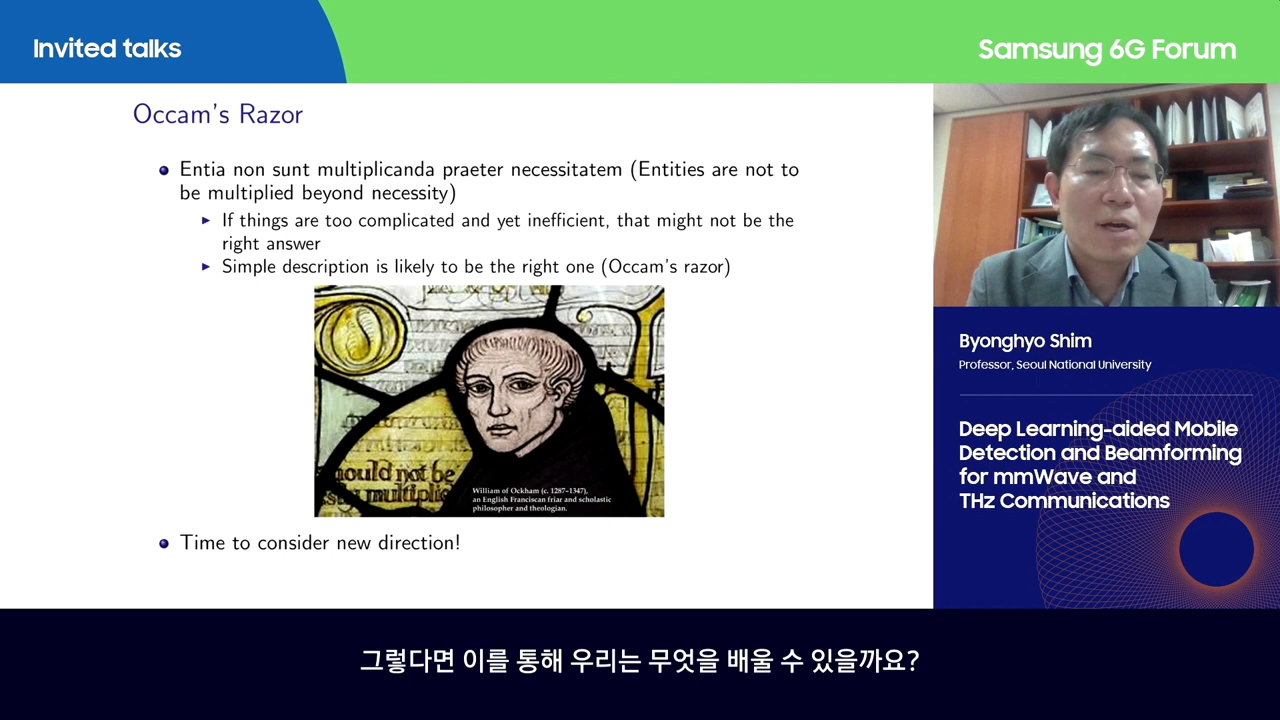 Invited talks
Samsung 6G Forum
Occam's Razor
Entia non sunt multiplicanda praeter necessitatem (Entities are not to
be multiplied beyond necessity)
If things are too complicated and yet inefficient, that might not be the
right answer
Simple description is likely to be the right one (Occam's razor)
hould not be
William of Ockham (c. 1287–1347),
an English Franciscan friar and scholastic
philosopher and theologian.
Time to consider new direction!
Byonghyo Shim
Professor, Seoul National University
Deep Learning-aided Mobile
Detection and Beamforming
for mmWave and
THz Communications
그렇다면 이를 통해 우리는 무엇을 배울 수 있을까요?